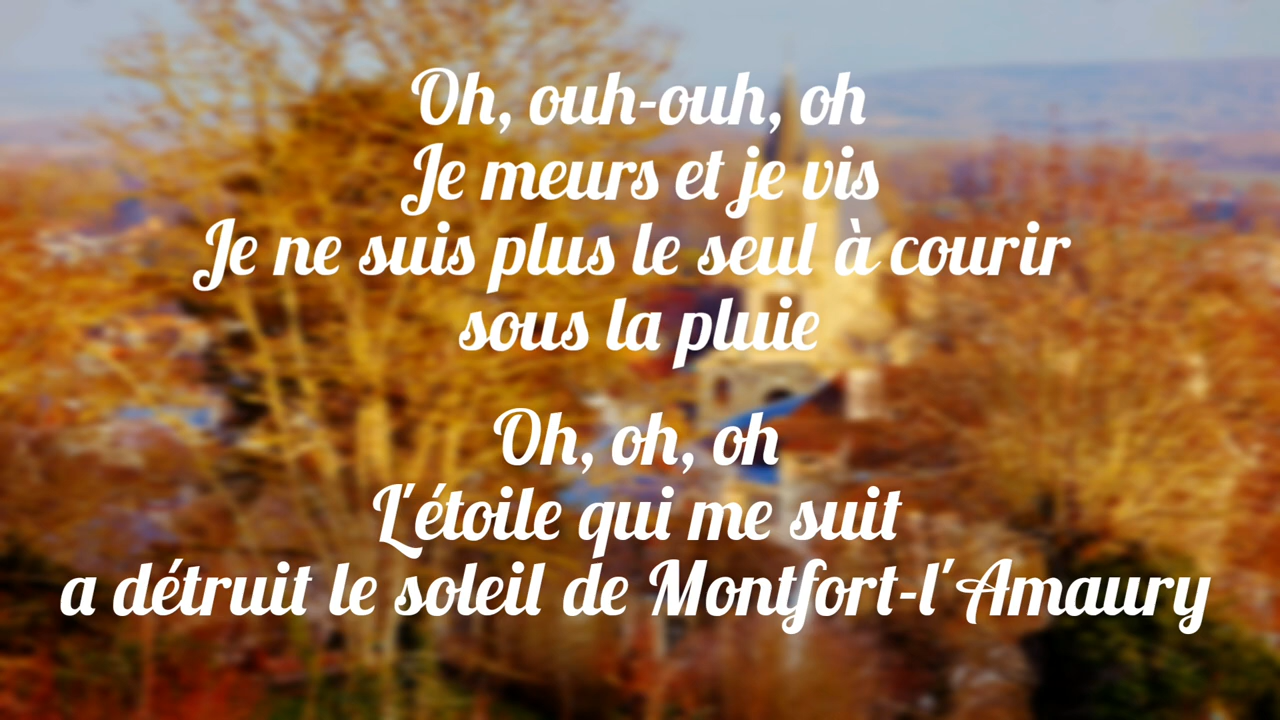 Oh, ouh-ouh, oh
Je meurs et je vis
Je ne suis plus le seul à courir
sous la pluie
Oh, oh, oh
L'étoile qui me suit
a détruit le soleil de Montfort-l'Amaury